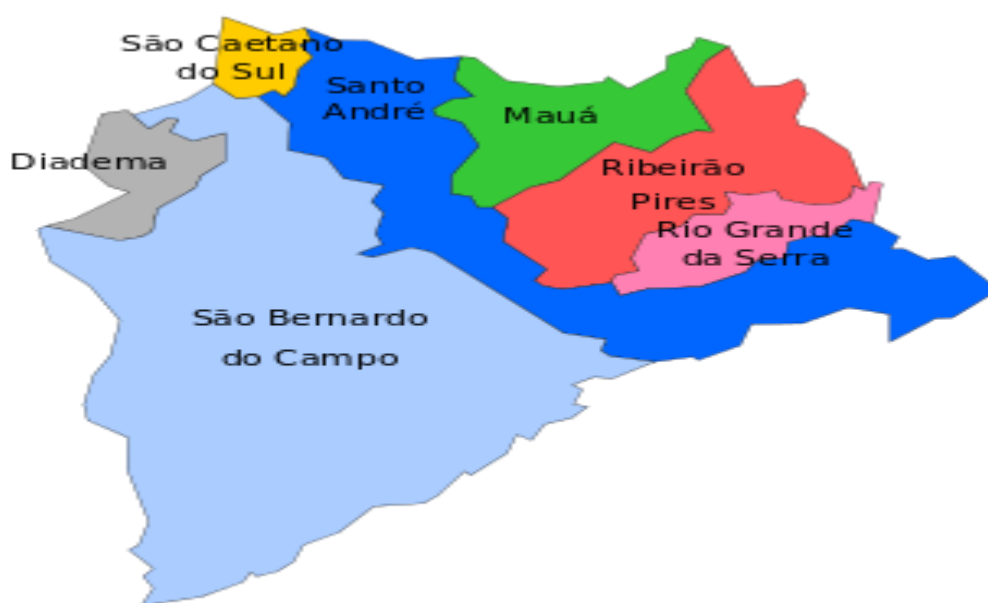 São Caetano
do Sul
Santo
André
Mauá
Diadema
Ribeirão
Pires
Rio Grande
da Serra
São Bernardo
do Campo